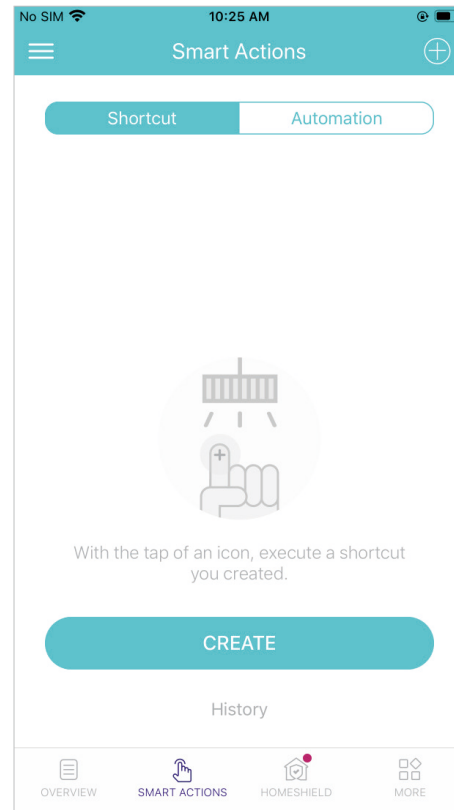 No SIM 10:25 AM
Smart Actions
Shortcut Automation
With the tap of an icon, execute a shortcut
you created.
CREATE
History
OVERVIEW SMART ACTIONS HOMESHIELD MORE